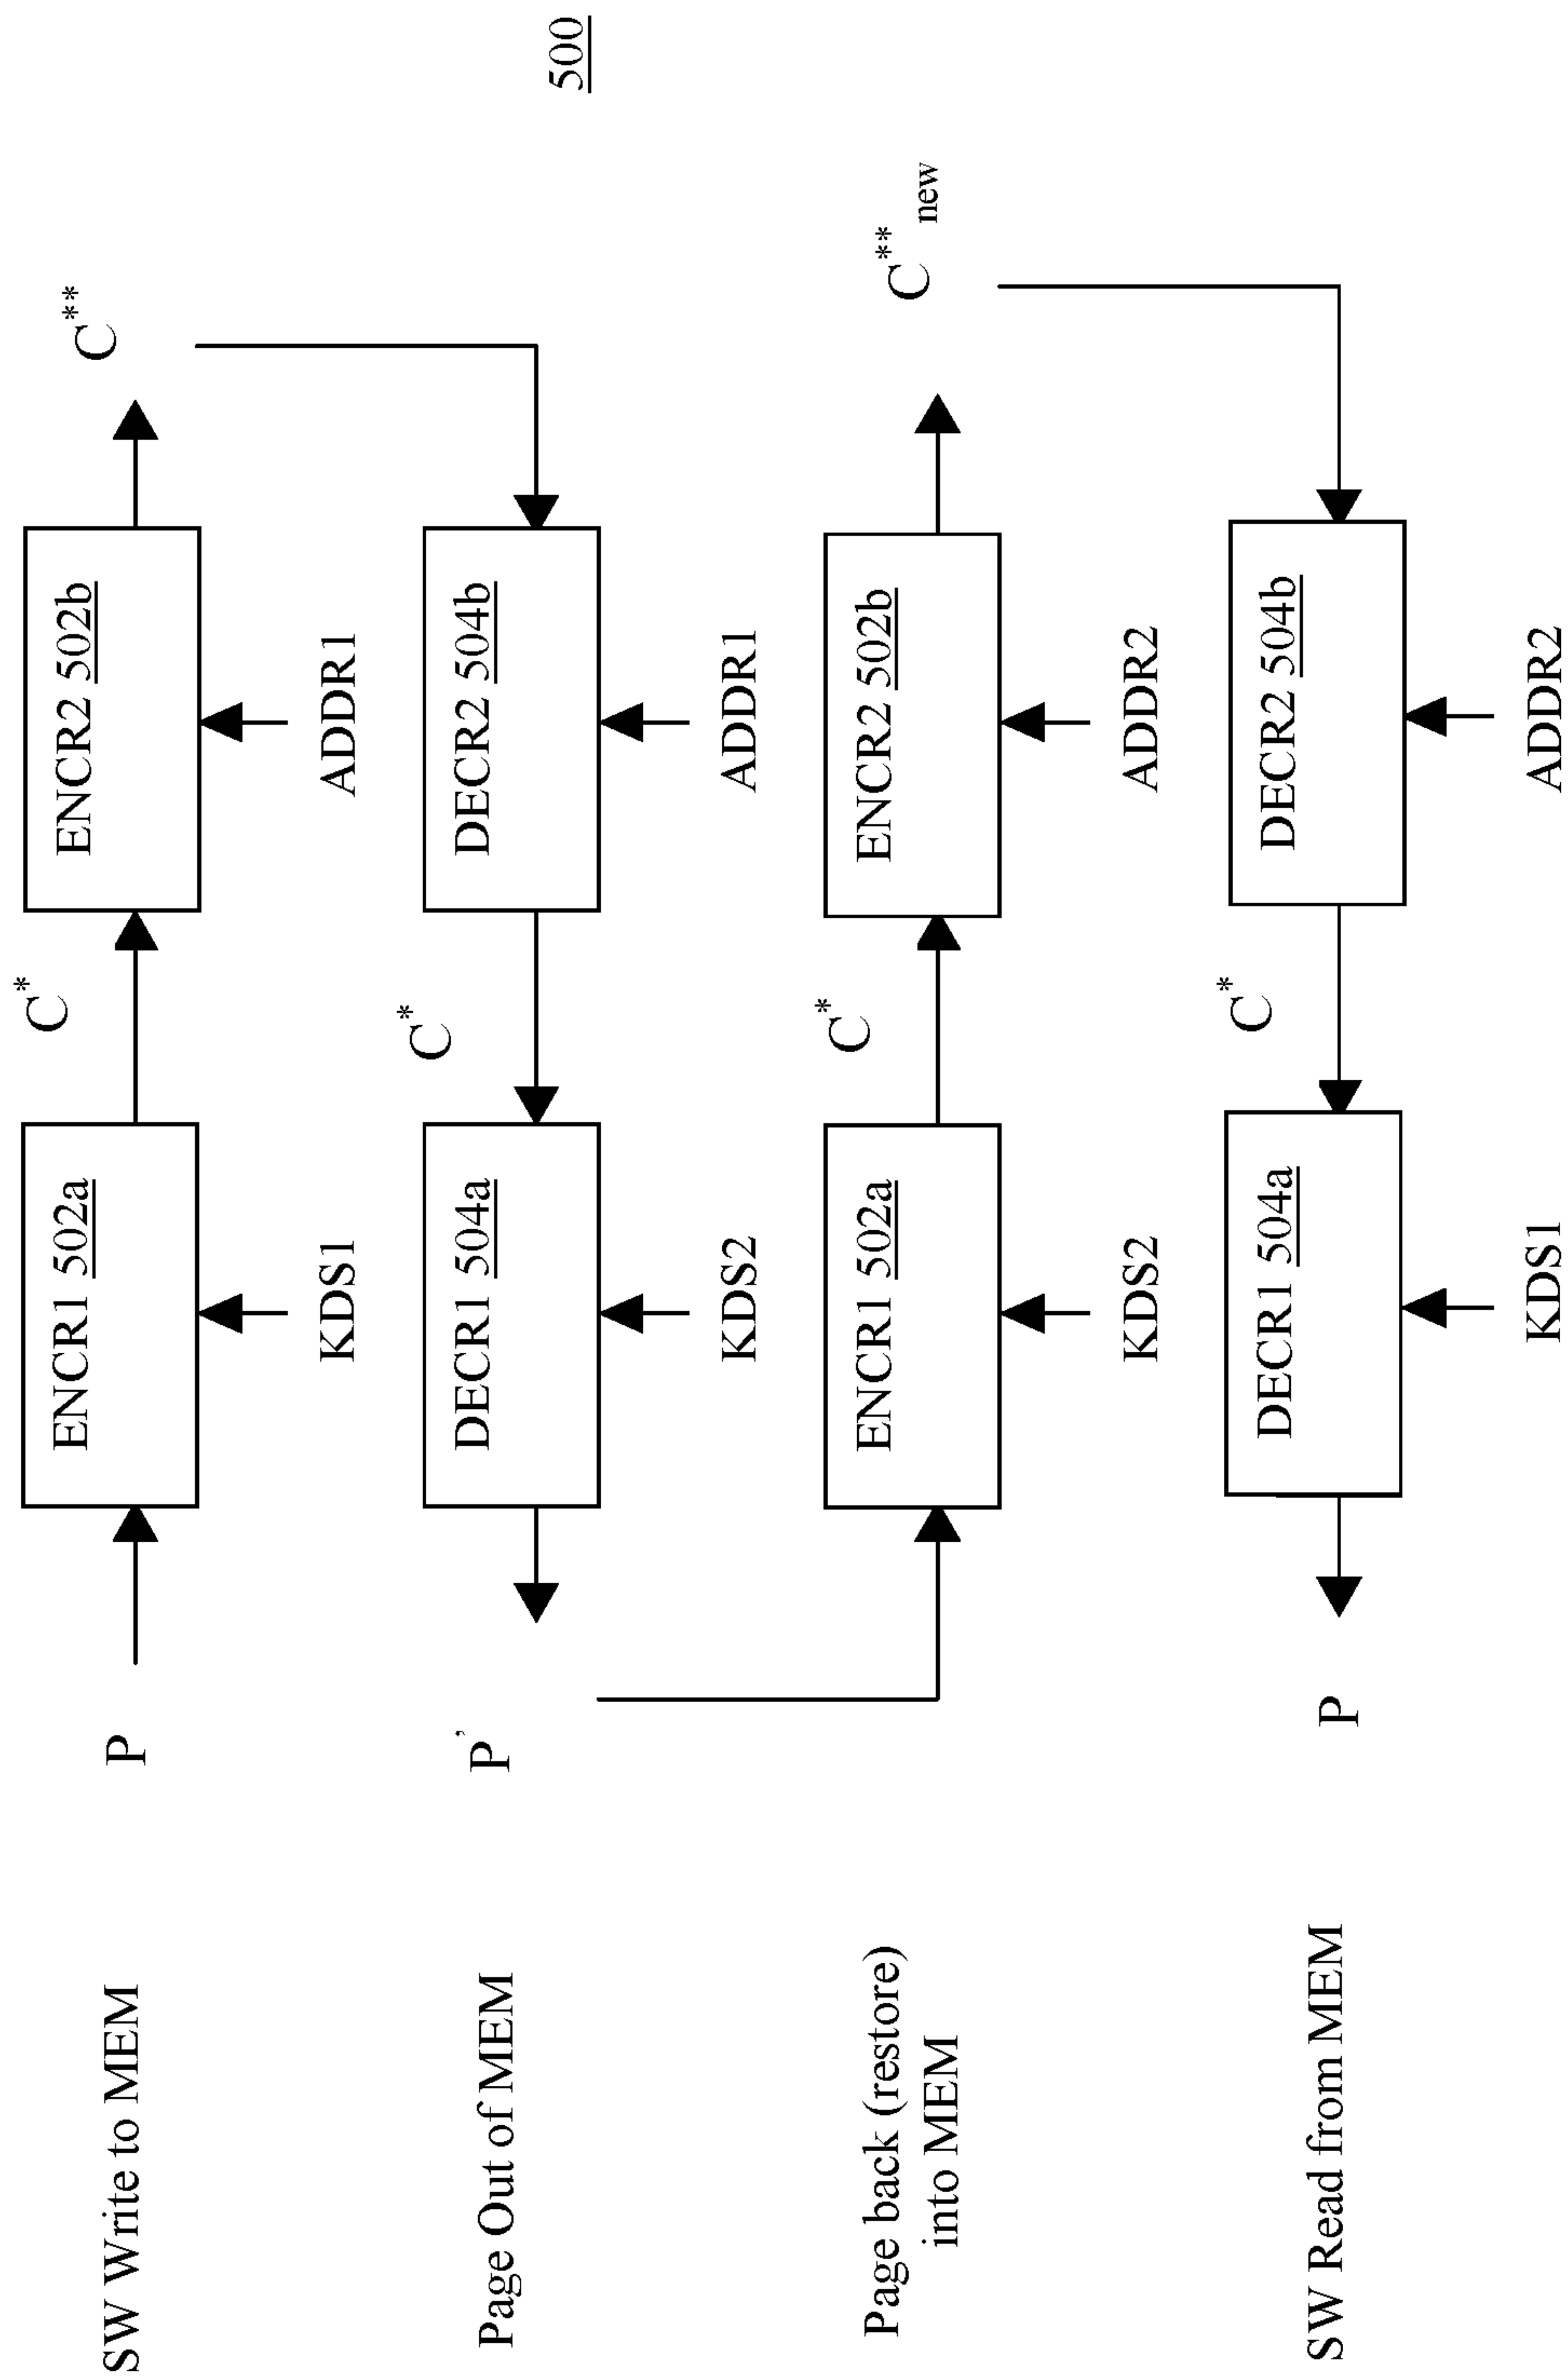 500
SW Write to MEM
P
ENCR1 502a
KDS1
C*
ENCR2 502b
ADDR1
C**
Page Out of MEM
P'
DECR1 504a
KDS2
C*
DECR2 504b
ADDR1
Page back (restore)
into MEM
ENCR1 502a
KDS2
C*
ENCR2 502b
ADDR2
C** new
SW Read from MEM
P
DECR1 504a
KDS1
C*
DECR2 504b
ADDR2